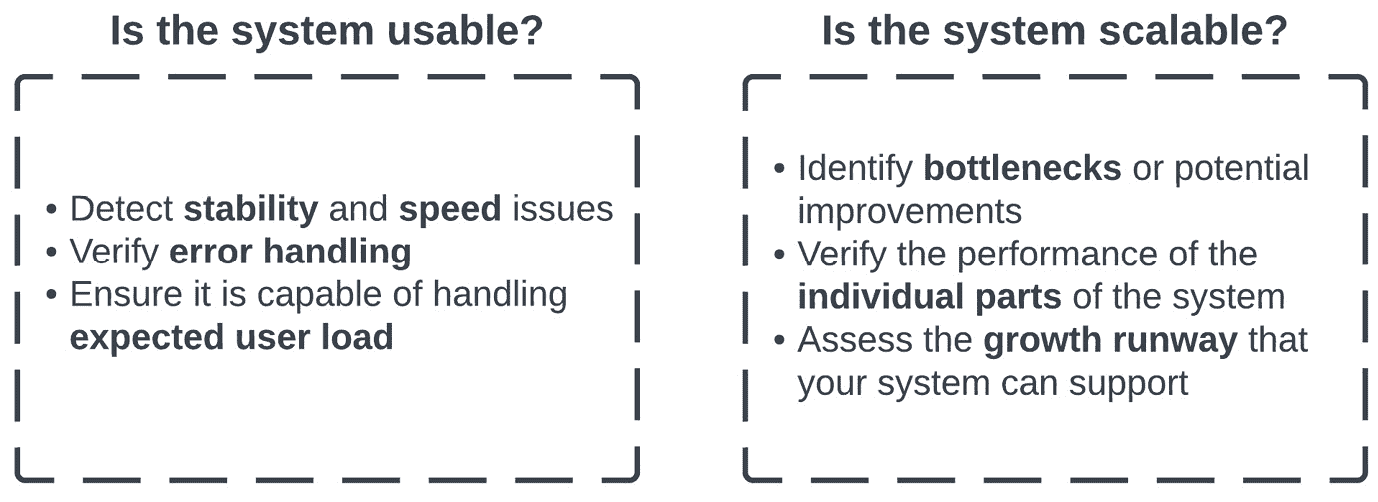 Is the system usable?
• Detect stability and speed issues
• Verify error handling
• Ensure it is capable of handling
expected user load
Is the system scalable?
• Identify bottlenecks or potential
improvements
• Verify the performance of the
individual parts of the system
• Assess the growth runway that
your system can support